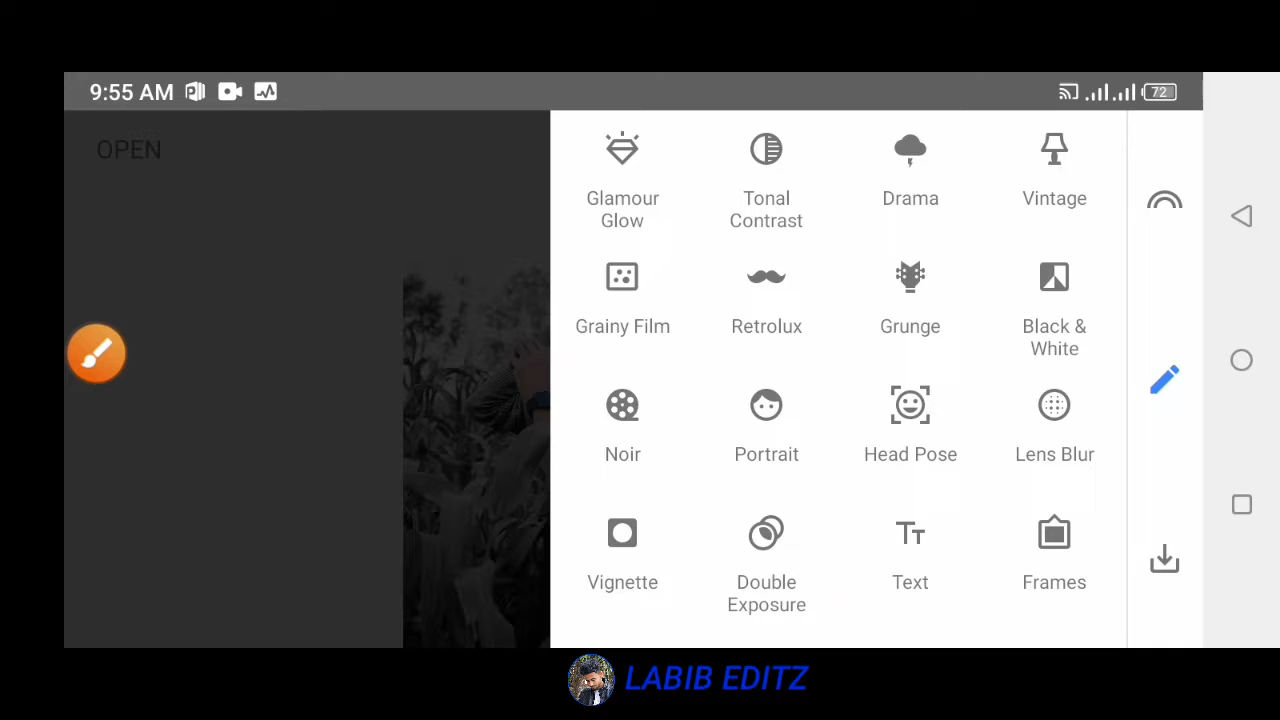 9:55 AM
72
OPEN
Glamour
Glow
Tonal
Contrast
Drama
Vintage
Grainy Film
Retrolux
Grunge
Black &
White
Noir
Portrait
Head Pose
Lens Blur
Vignette
Double
Exposure
Text
Frames
LABIB EDITZ